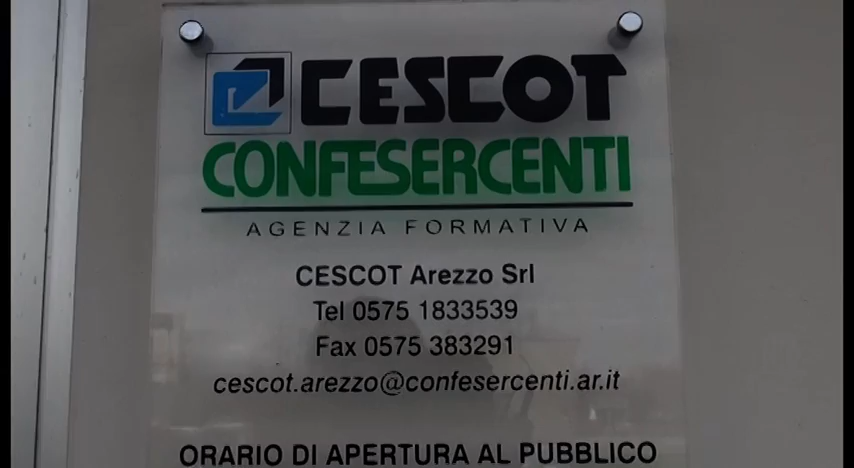 CESCOT
CONFESERCENTI
AGENZIA FORMATIVA
CESCOT Arezzo Srl
Tel 0575 1833539
Fax 0575 383291
cescot.arezzo@confesercenti.ar.it
ORARIO DI APERTURA AL PUBBLICO